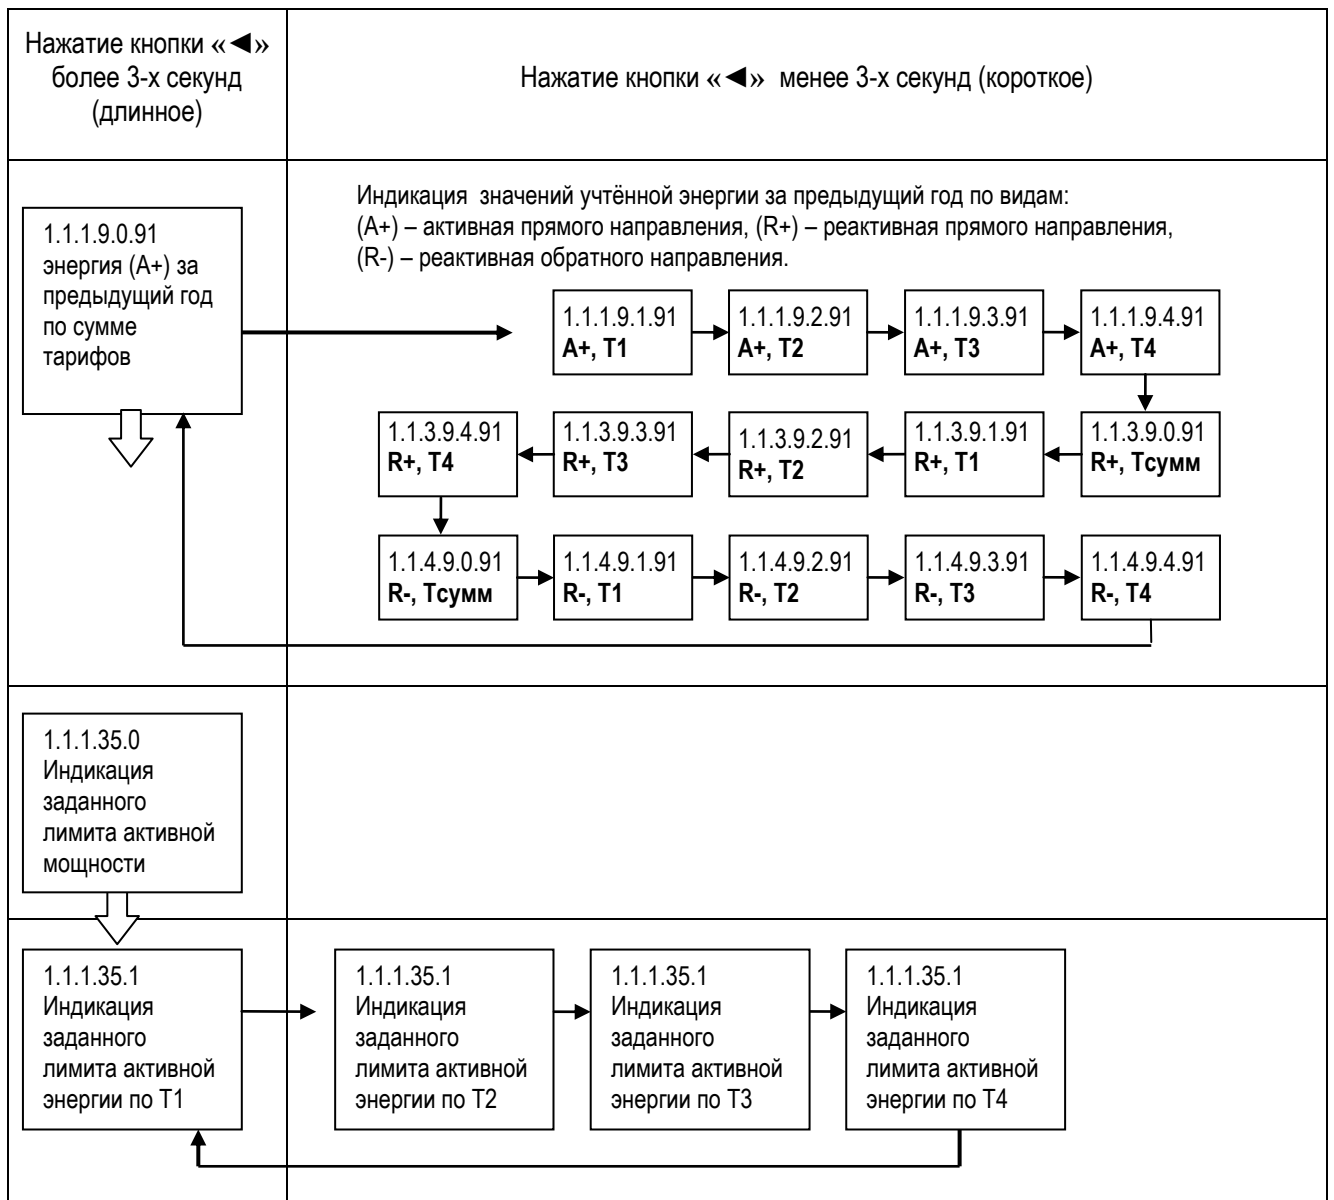 Нажатие кнопки «◄»
более 3-х секунд
(длинное)
Нажатие кнопки «◄» менее 3-х секунд (короткое)
1.1.1.9.0.91
энергия (А+) за
предыдущий год
по сумме
тарифов
Индикация значений учтённой энергии за предыдущий год по видам:
(А+) – активная прямого направления, (R+) – реактивная прямого направления,
(R-) – реактивная обратного направления.
1.1.1.9.1.91
А+, Т1
1.1.1.9.2.91
А+, Т2
1.1.1.9.3.91
А+, Т3
1.1.1.9.4.91
А+, Т4
1.1.3.9.4.91
R+, Т4
1.1.3.9.3.91
R+, Т3
1.1.3.9.2.91
R+, Т2
1.1.3.9.1.91
R+, Т1
1.1.3.9.0.91
R+, Тсумм
1.1.4.9.0.91
R-, Тсумм
1.1.4.9.1.91
R-, Т1
1.1.4.9.2.91
R-, Т2
1.1.4.9.3.91
R-, Т3
1.1.4.9.4.91
R-, Т4
1.1.1.35.0
Индикация
заданного
лимита активной
мощности
1.1.1.35.1
Индикация
заданного
лимита активной
энергии по Т1
1.1.1.35.1
Индикация
заданного
лимита активной
энергии по Т2
1.1.1.35.1
Индикация
заданного
лимита активной
энергии по Т3
1.1.1.35.1
Индикация
заданного
лимита активной
энергии по Т4